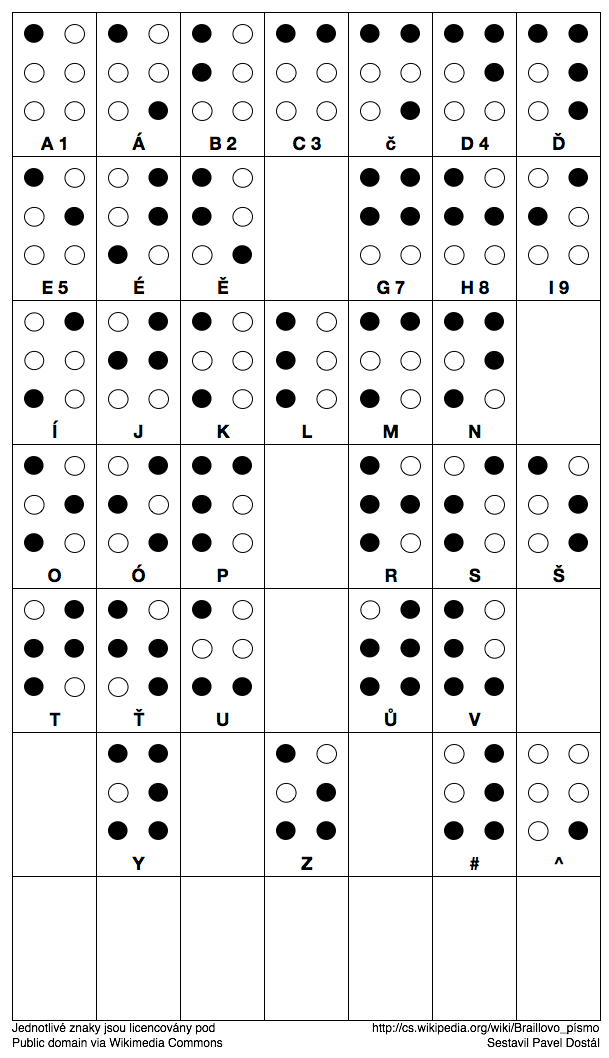 A 1 Á B 2 C 3 č D 4 Ď
E 5 É Ě G 7 H 8 I 9
Í J K L M N
O Ó P R S Š
T Ť U Ů V
Y Z # ^
Jednotlivé znaky jsou licencovány pod http://cs.wikipedia.org/wiki/Braillovo_písmo
Public domain via Wikimedia Commons Sestavil Pavel Dostál